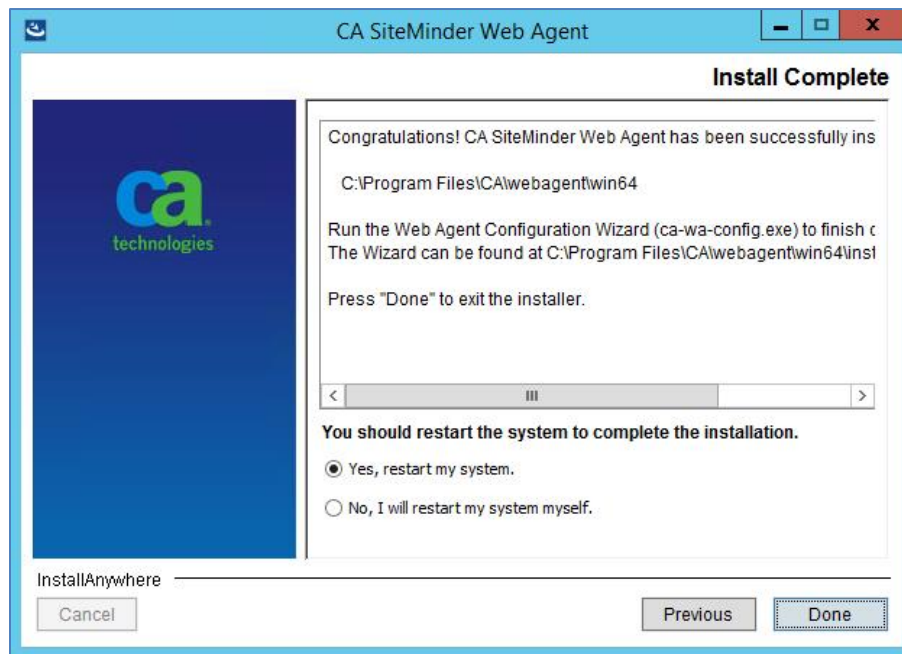 CA SiteMinder Web Agent
Install Complete
ca
technologies
Congratulations! CA SiteMinder Web Agent has been successfully ins
C:\Program Files\CA\webagent\win64
Run the Web Agent Configuration Wizard (ca-wa-config.exe) to finish c
The Wizard can be found at C:\Program Files\CA\webagent\win64\inst
Press "Done" to exit the installer.
You should restart the system to complete the installation.
Yes, restart my system.
No, I will restart my system myself.
InstallAnywhere
Cancel
Previous
Done